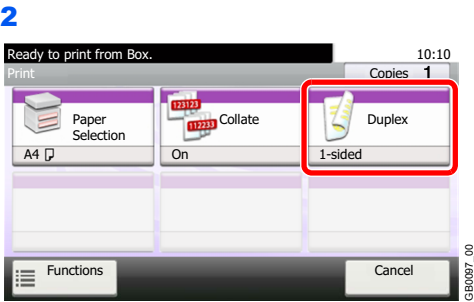 2
Ready to print from Box.
10:10
Print
Copies 1
Paper
Selection
Collate
Duplex
123123
112233
A4
On
1-sided
Functions
Cancel
GB0097_00